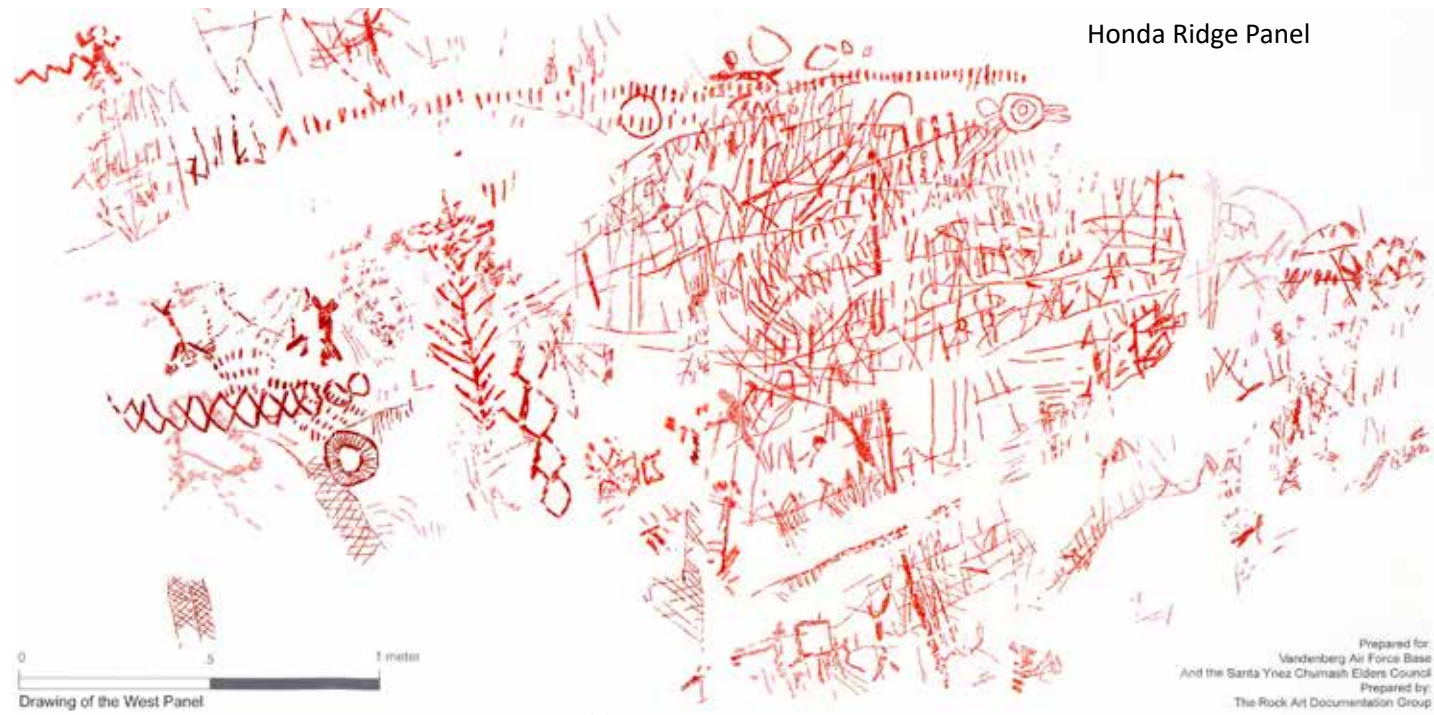 Honda Ridge Panel
0 .5 1 meter
Drawing of the West Panel
Prepared for:
Vandenberg Air Force Base
And the Santa Ynez Chumash Elders Council
Prepared by:
The Rock Art Documentation Group